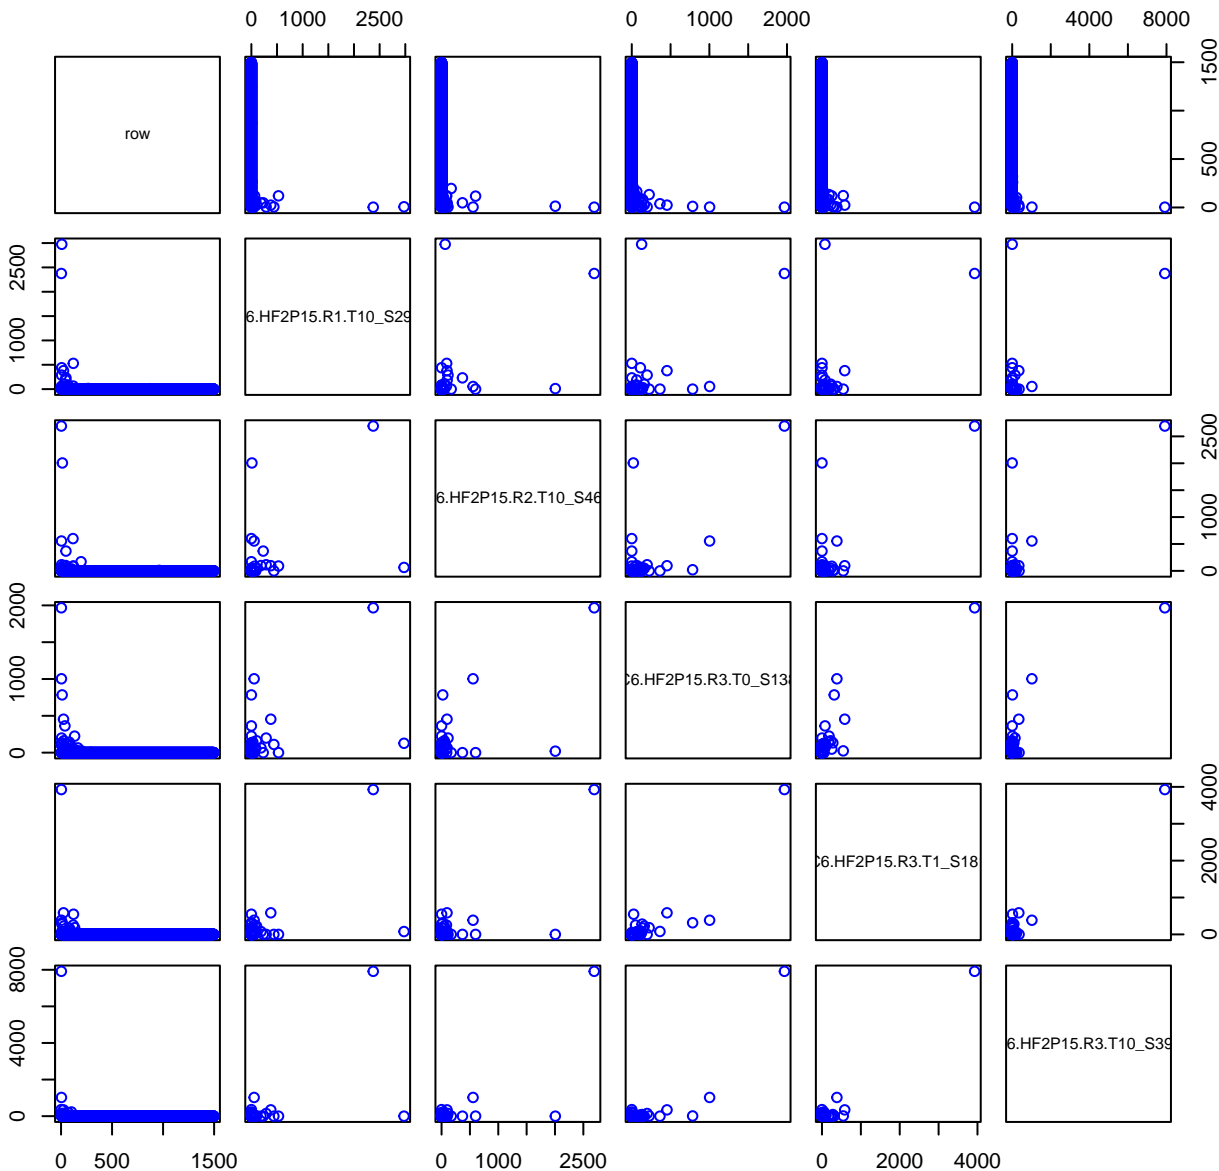 0 1000 2500 0 1000 2000 0 4000 8000
row
500 1500
0 1000 2500
6.HF2P15.R1.T10_S29
6.HF2P15.R2.T10_S46
0 1000 2500
0 1000 2000
C6.HF2P15.R3.T0_S138
C6.HF2P15.R3.T1_S18
0 2000 4000
0 4000 8000
6.HF2P15.R3.T10_S39
0 500 1500 0 1000 2500 0 2000 4000